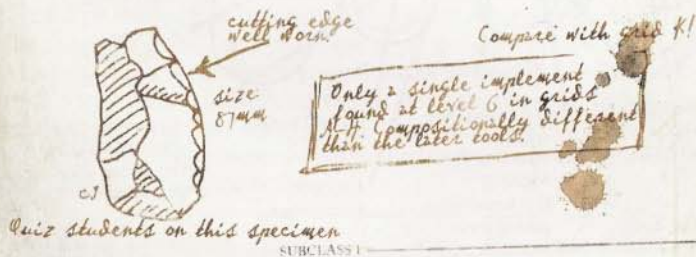 cutting edge
well worn.
Compare with grid K!
size
87mm
Only a single implement
found at level 6 in grids
Compositionally different
than the later tools.
CJ
Quiz students on this specimen
SUBCLASS I